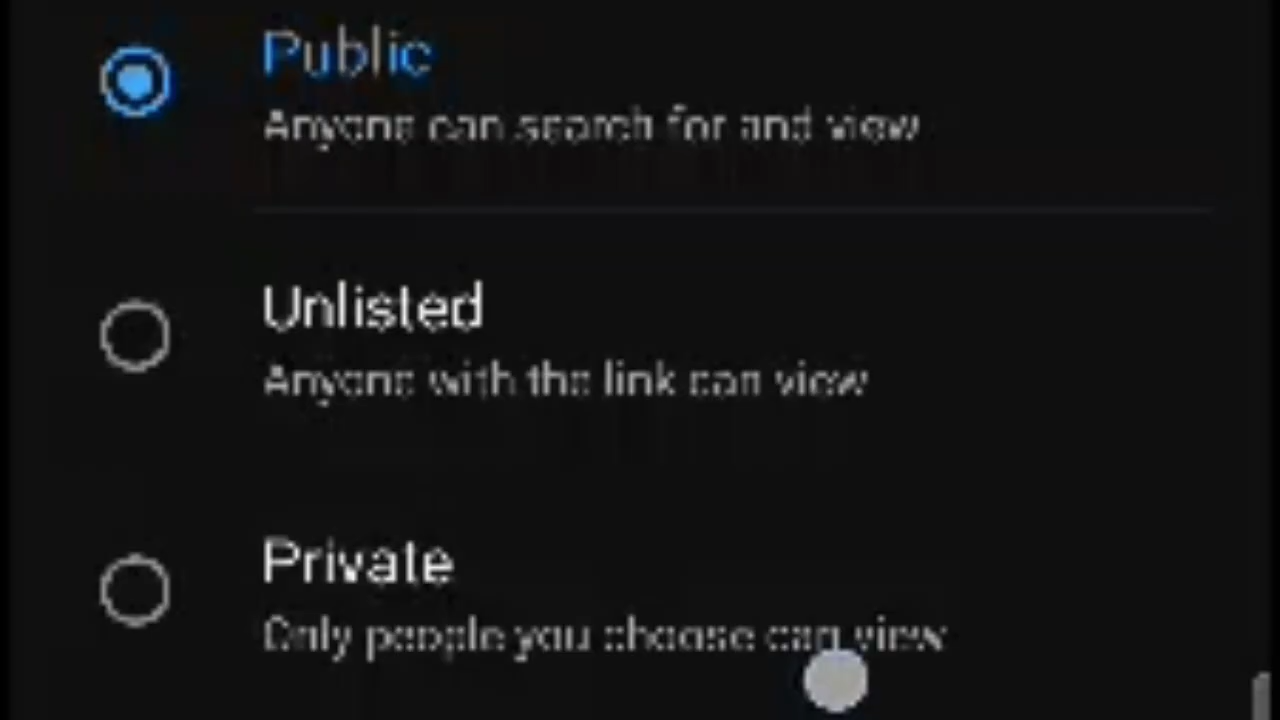 Public
Anyone can search for and view
Unlisted
Anyone with the link can view
Private
Only people you choose can view